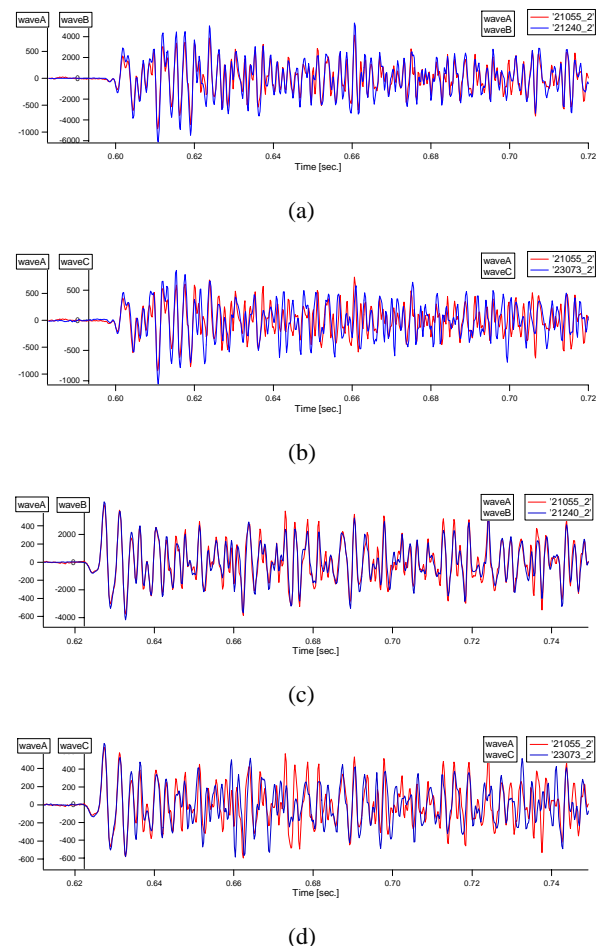 waveA waveB waveA '21055_2'
waveB '21240_2'
4000
500
2000
0 0
-500 -2000
-4000
-1000
-6000
0.60 0.62 0.64 0.66 0.68 0.70 0.72
Time [sec.]
(a)
waveA waveC waveA '21055_2'
waveC '23073_2'
500 500
0 0
-500
-500
-1000 -1000
0.60 0.62 0.64 0.66 0.68 0.70 0.72
Time [sec.]
(b)
waveA waveB waveA '21055_2'
waveB '21240_2'
400
2000
200
0 0
-200
-2000
-400
-600 -4000
0.62 0.64 0.66 0.68 0.70 0.72 0.74
Time [sec.]
(c)
waveA waveC waveA '21055_2'
waveC '23073_2'
400 400
200 200
0 0
-200 -200
-400 -400
-600 -600
0.62 0.64 0.66 0.68 0.70 0.72 0.74
Time [sec.]
(d)